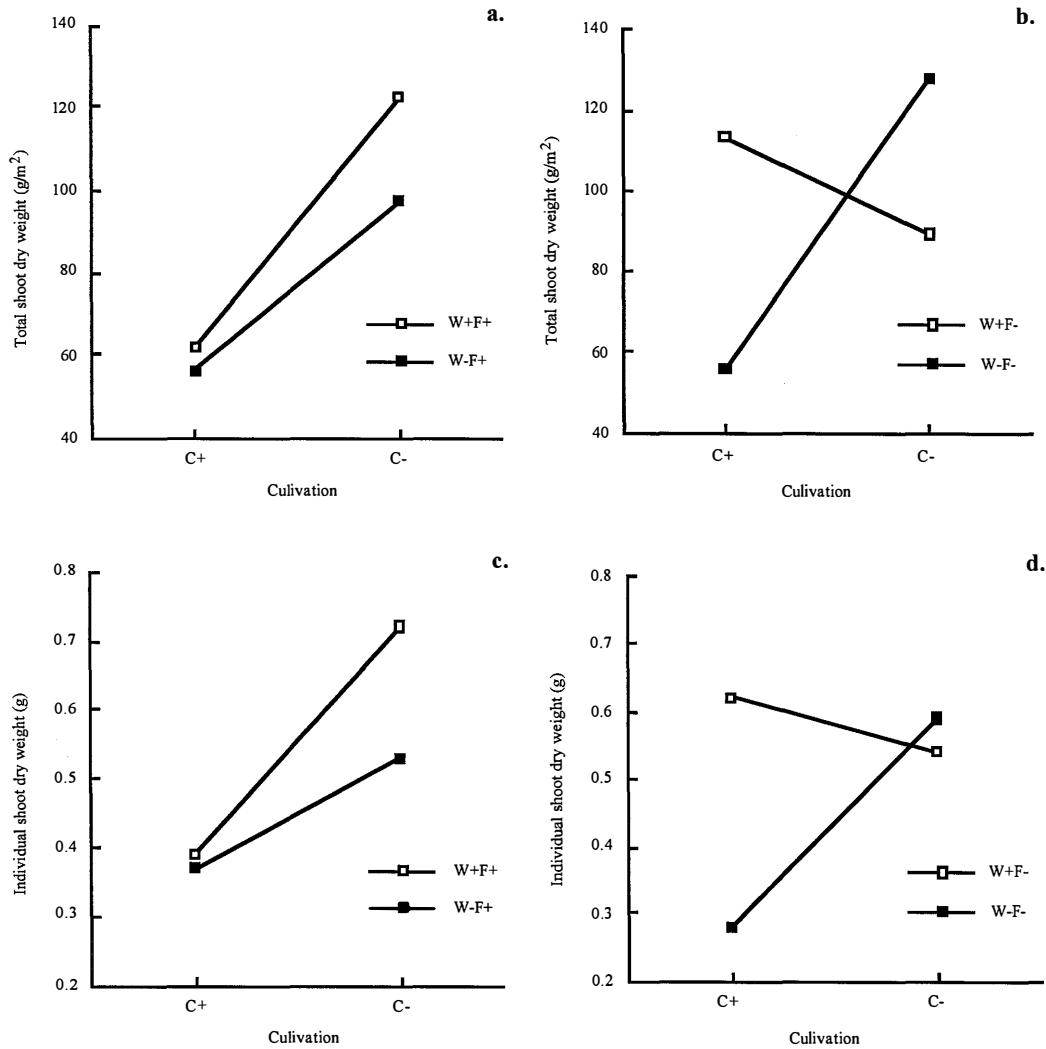 a.
Total shoot dry weight (g/m2)
140
120
100
80
60
40
W+F+
W-F+
C+
C-
Culivation
b.
Total shoot dry weight (g/m2)
140
120
100
80
60
40
W+F-
W-F-
C+
C-
Culivation
c.
Individual shoot dry weight (g)
0.8
0.7
0.6
0.5
0.4
0.3
0.2
W+F+
W-F+
C+
C-
Culivation
d.
Individual shoot dry weight (g)
0.8
0.7
0.6
0.5
0.4
0.3
0.2
W+F-
W-F-
C+
C-
Culivation